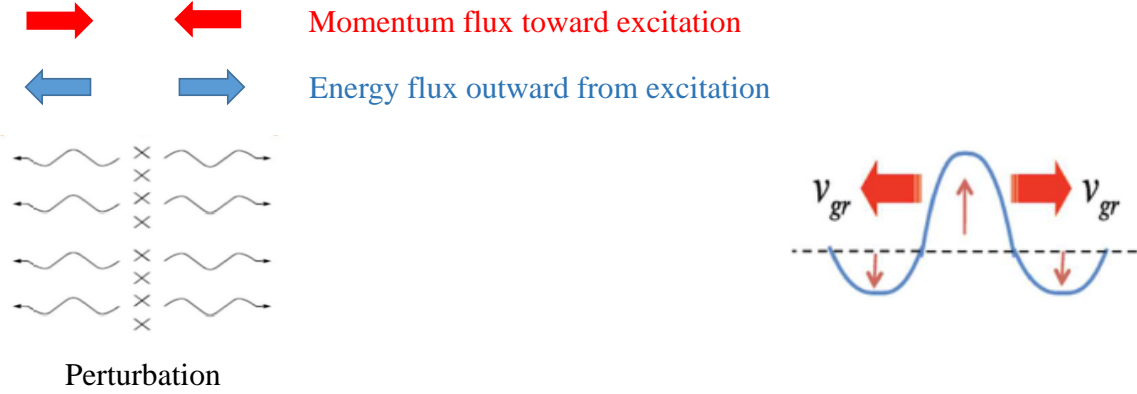 Momentum flux toward excitation
Energy flux outward from excitation
v_gr
v_gr
Perturbation